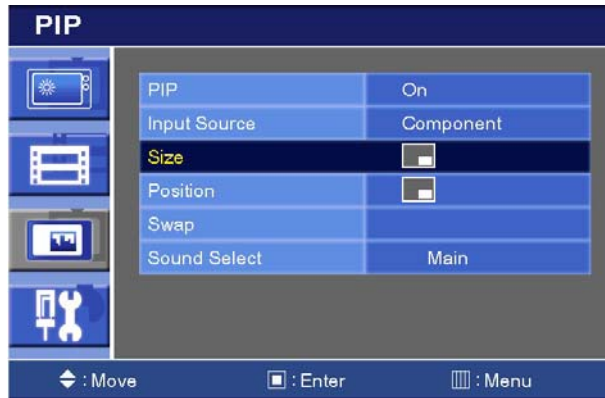 PIP
PIP On
Input Source Component
Size
Position
Swap
Sound Select Main
: Move : Enter : Menu